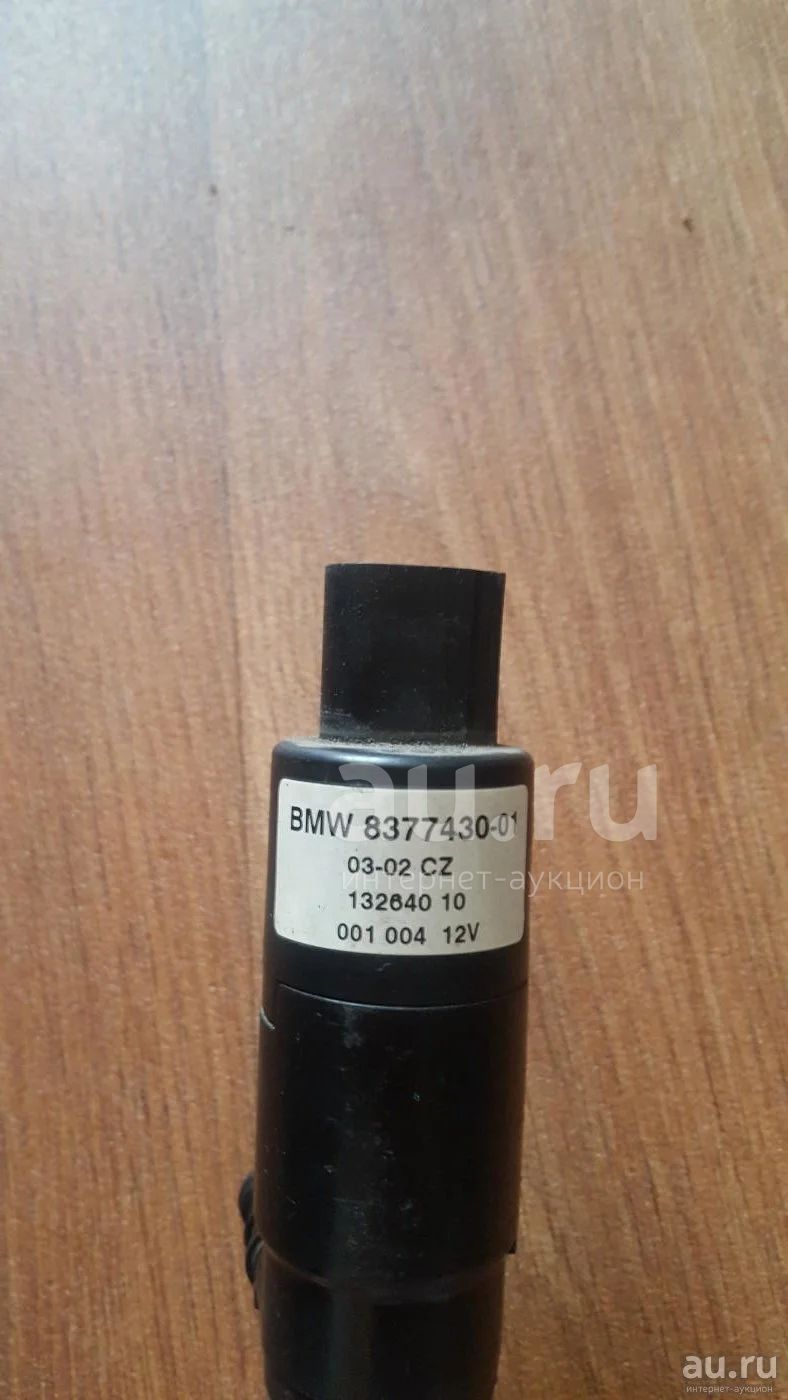 au.ru
интернет-аукцион
BMW 8377430-01
03-02 CZ
132640 10
001 004 12V
au.ru
интернет-аукцион